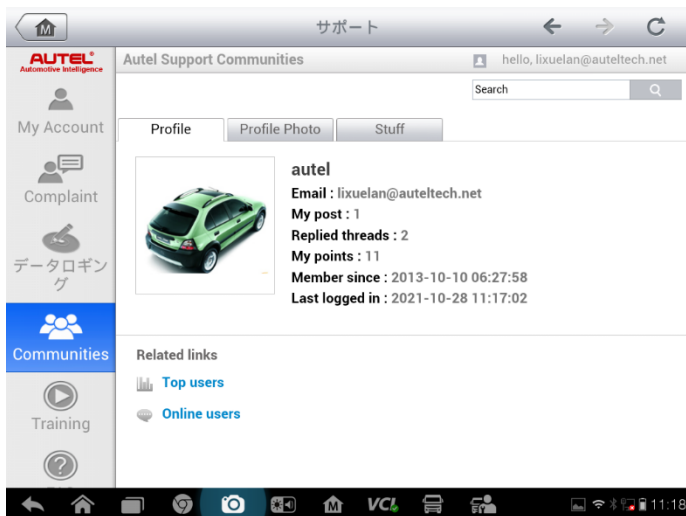 サポート
AUTEL®
Automotive Intelligence
Autel Support Communities
hello, lixuelan@auteltech.net
Search
My Account
Complaint
データロギン
グ
Communities
Training
Profile
Profile Photo
Stuff
autel
Email : lixuelan@auteltech.net
My post : 1
Replied threads : 2
My points : 11
Member since : 2013-10-10 06:27:58
Last logged in : 2021-10-28 11:17:02
Related links
Top users
Online users
M
M
VCI
11:18